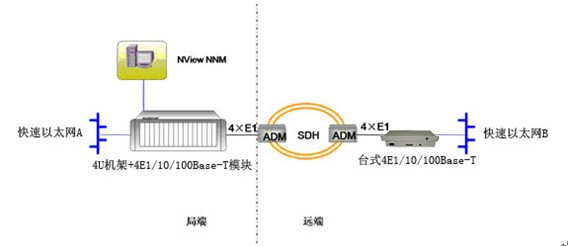 NView NNM
快速以太网A
4×E1
ADM
SDH
ADM
4×E1
快速以太网B
4U机架+4E1/10/100Base-T模块
台式4E1/10/100Base-T
局端
远端